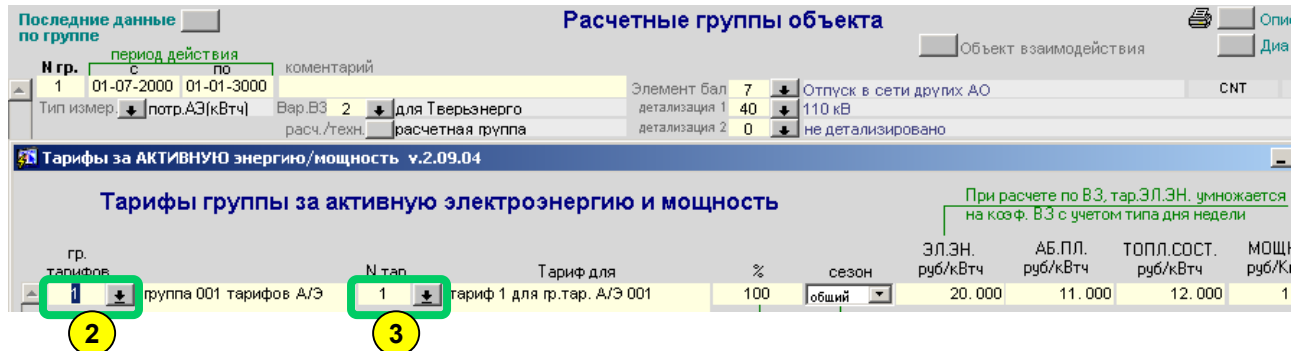 Последние данные
по группе
Расчетные группы объекта
Объект взаимодействия
Диа
период действия
N гр. с по коментарий
1 01-07-2000 01-01-3000
Элемент бал 7 Отпуск в сети других АО CNT
Тип измер. потр.АЭ(кВтч) Вар.ВЗ 2 для Тверьэнерго
детализация 1 40 110 кВ
расч./техн. расчетная группа
детализация 2 0 не детализировано
Тарифы за АКТИВНУЮ энергию/мощность v.2.09.04
Тарифы группы за активную электроэнергию и мощность
При расчете по ВЗ, тар.ЭЛ.ЭН. умножается
на коэф. ВЗ с учетом типа дня недели
гр.
тарифов N тар Тариф для % сезон
ЭЛ.ЭН. АБ.ПЛ. ТОПЛ.СОСТ. МОЩН
руб/кВтч руб/кВтч руб/кВтч руб/К
1 группа 001 тарифов А/Э 1 тариф 1 для гр.тар. А/Э 001 100 общий 20.000 11.000 12.000 1
2 3